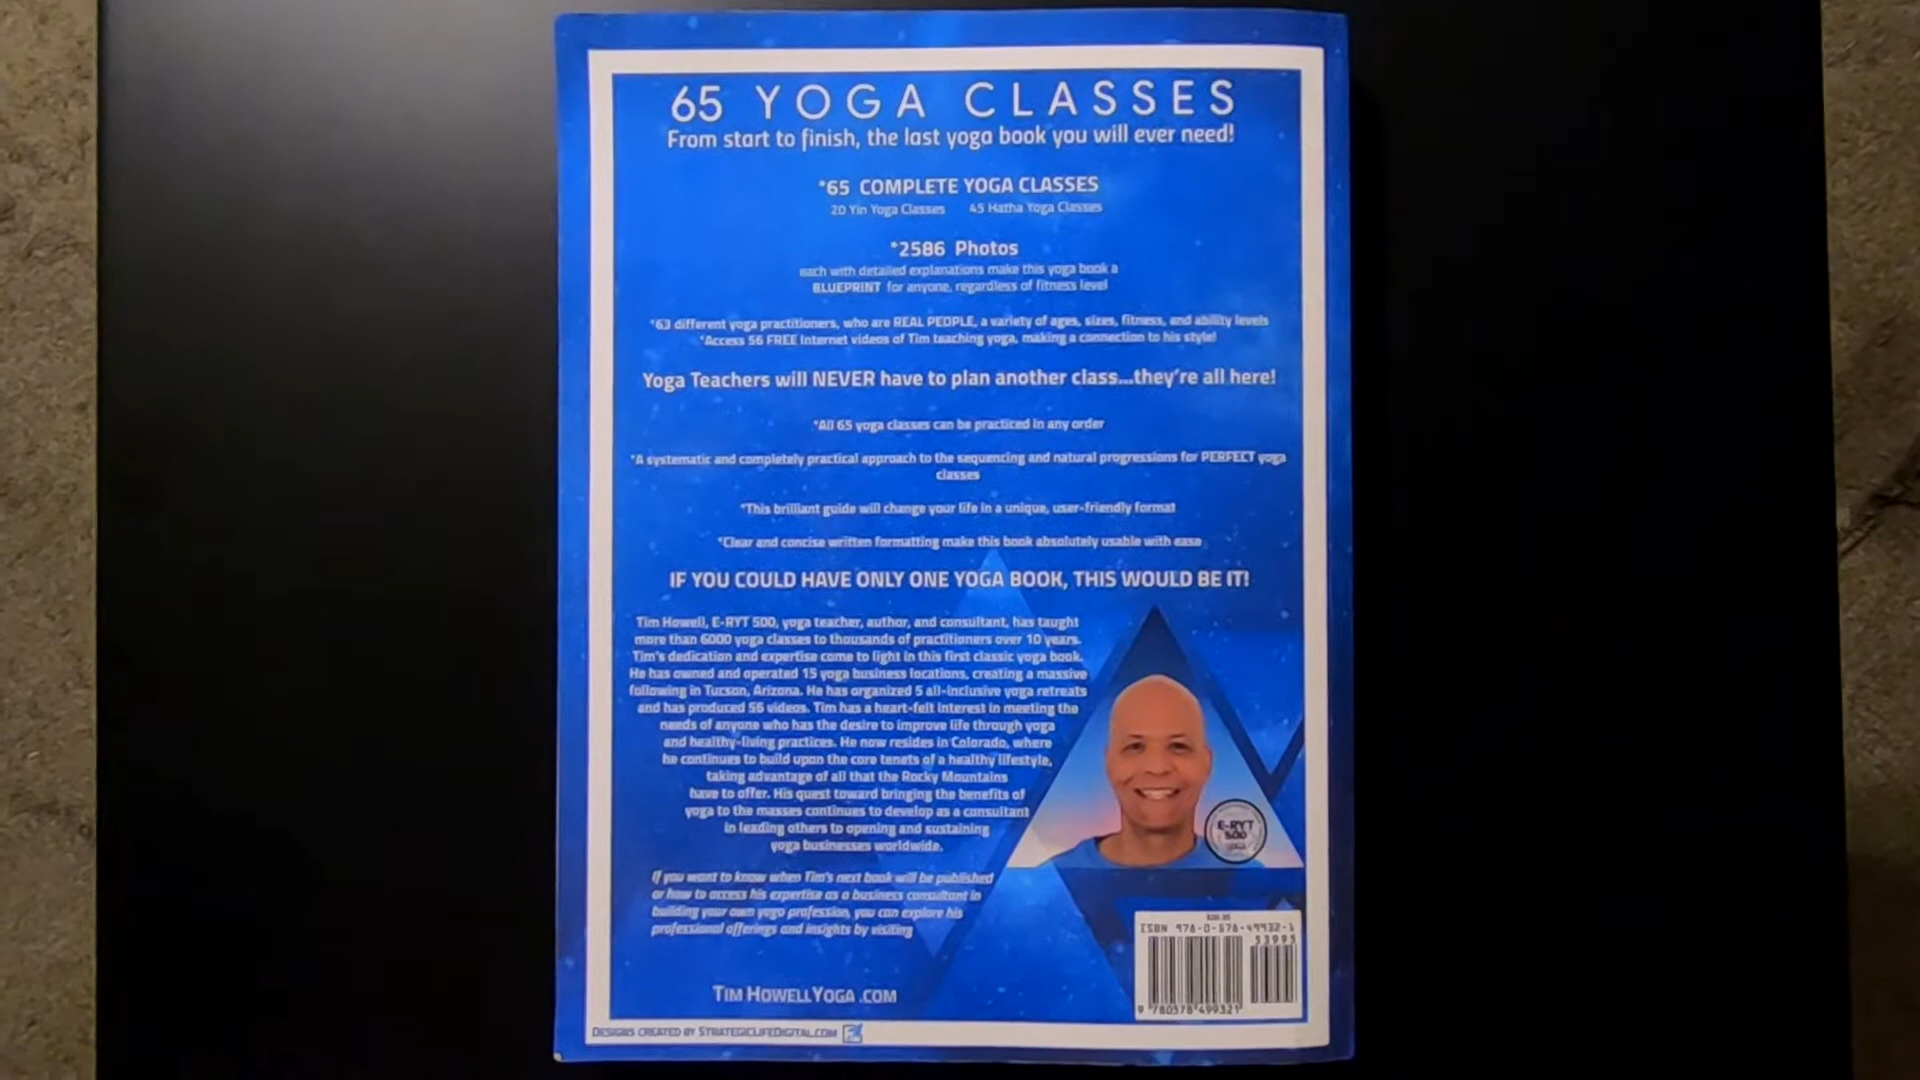 65 YOGA CLASSES
From start to finish, the last yoga book you will ever need!
*65 COMPLETE YOGA CLASSES
20 Yin Yoga Classes 45 Hatha Yoga Classes
*2586 Photos
each with detailed explanations make this yoga book a
BLUEPRINT for anyone, regardless of fitness level
*63 different yoga practitioners, who are REAL PEOPLE, a variety of ages, sizes, fitness, and ability levels
*Access 56 FREE Internet videos of Tim teaching yoga, making a connection to his style!
Yoga Teachers will NEVER have to plan another class...they're all here!
*All 65 yoga classes can be practiced in any order
*A systematic and completely practical approach to the sequencing and natural progressions for PERFECT yoga
classes
*This brilliant guide will change your life in a unique, user-friendly format
*Clear and concise written formatting make this book absolutely usable with ease
IF YOU COULD HAVE ONLY ONE YOGA BOOK, THIS WOULD BE IT!
Tim Howell, E-RYT 500, yoga teacher, author, and consultant, has taught
more than 6000 yoga classes to thousands of practitioners over 10 years.
Tim's dedication and expertise come to light in this first classic yoga book.
He has owned and operated 15 yoga business locations, creating a massive
following in Tucson, Arizona. He has organized 5 all-inclusive yoga retreats
and has produced 56 videos. Tim has a heart-felt interest in meeting the
needs of anyone who has the desire to improve life through yoga
and healthy-living practices. He now resides in Colorado, where
he continues to build upon the core tenets of a healthy lifestyle,
taking advantage of all that the Rocky Mountains
have to offer. His quest toward bringing the benefits of
yoga to the masses continues to develop as a consultant
in leading others to opening and sustaining
yoga businesses worldwide.
E-RYT
500
YOGA
If you want to know when Tim's next book will be published
or how to access his expertise as a business consultant in
building your own yoga profession, you can explore his
professional offerings and insights by visiting
ISBN 978-0-578-49932-1
53995
9 780578 499321
TIM HOWELLYOGA .COM
DESIGNS CREATED BY STRATEGICLIFEDIGITAL.COM